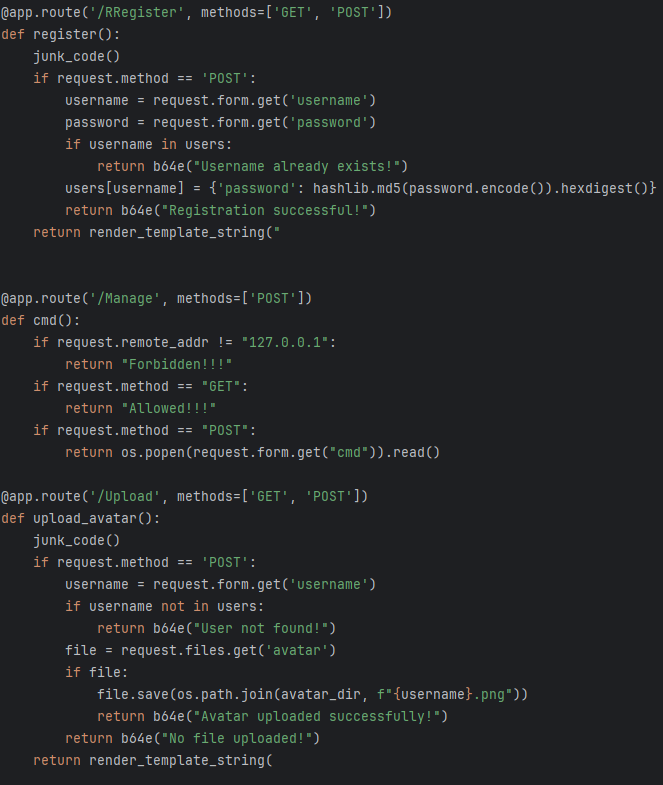 @app.route('/RRegister', methods=['GET', 'POST'])
def register():
    junk_code()
    if request.method == 'POST':
        username = request.form.get('username')
        password = request.form.get('password')
        if username in users:
            return b64e("Username already exists!")
        users[username] = {'password': hashlib.md5(password.encode()).hexdigest()}
        return b64e("Registration successful!")
    return render_template_string("
@app.route('/Manage', methods=['POST'])
def cmd():
    if request.remote_addr != "127.0.0.1":
        return "Forbidden!!!"
    if request.method == "GET":
        return "Allowed!!!"
    if request.method == "POST":
        return os.popen(request.form.get("cmd")).read()
@app.route('/Upload', methods=['GET', 'POST'])
def upload_avatar():
    junk_code()
    if request.method == 'POST':
        username = request.form.get('username')
        if username not in users:
            return b64e("User not found!")
        file = request.files.get('avatar')
        if file:
            file.save(os.path.join(avatar_dir, f"{username}.png"))
            return b64e("Avatar uploaded successfully!")
        return b64e("No file uploaded!")
    return render_template_string(